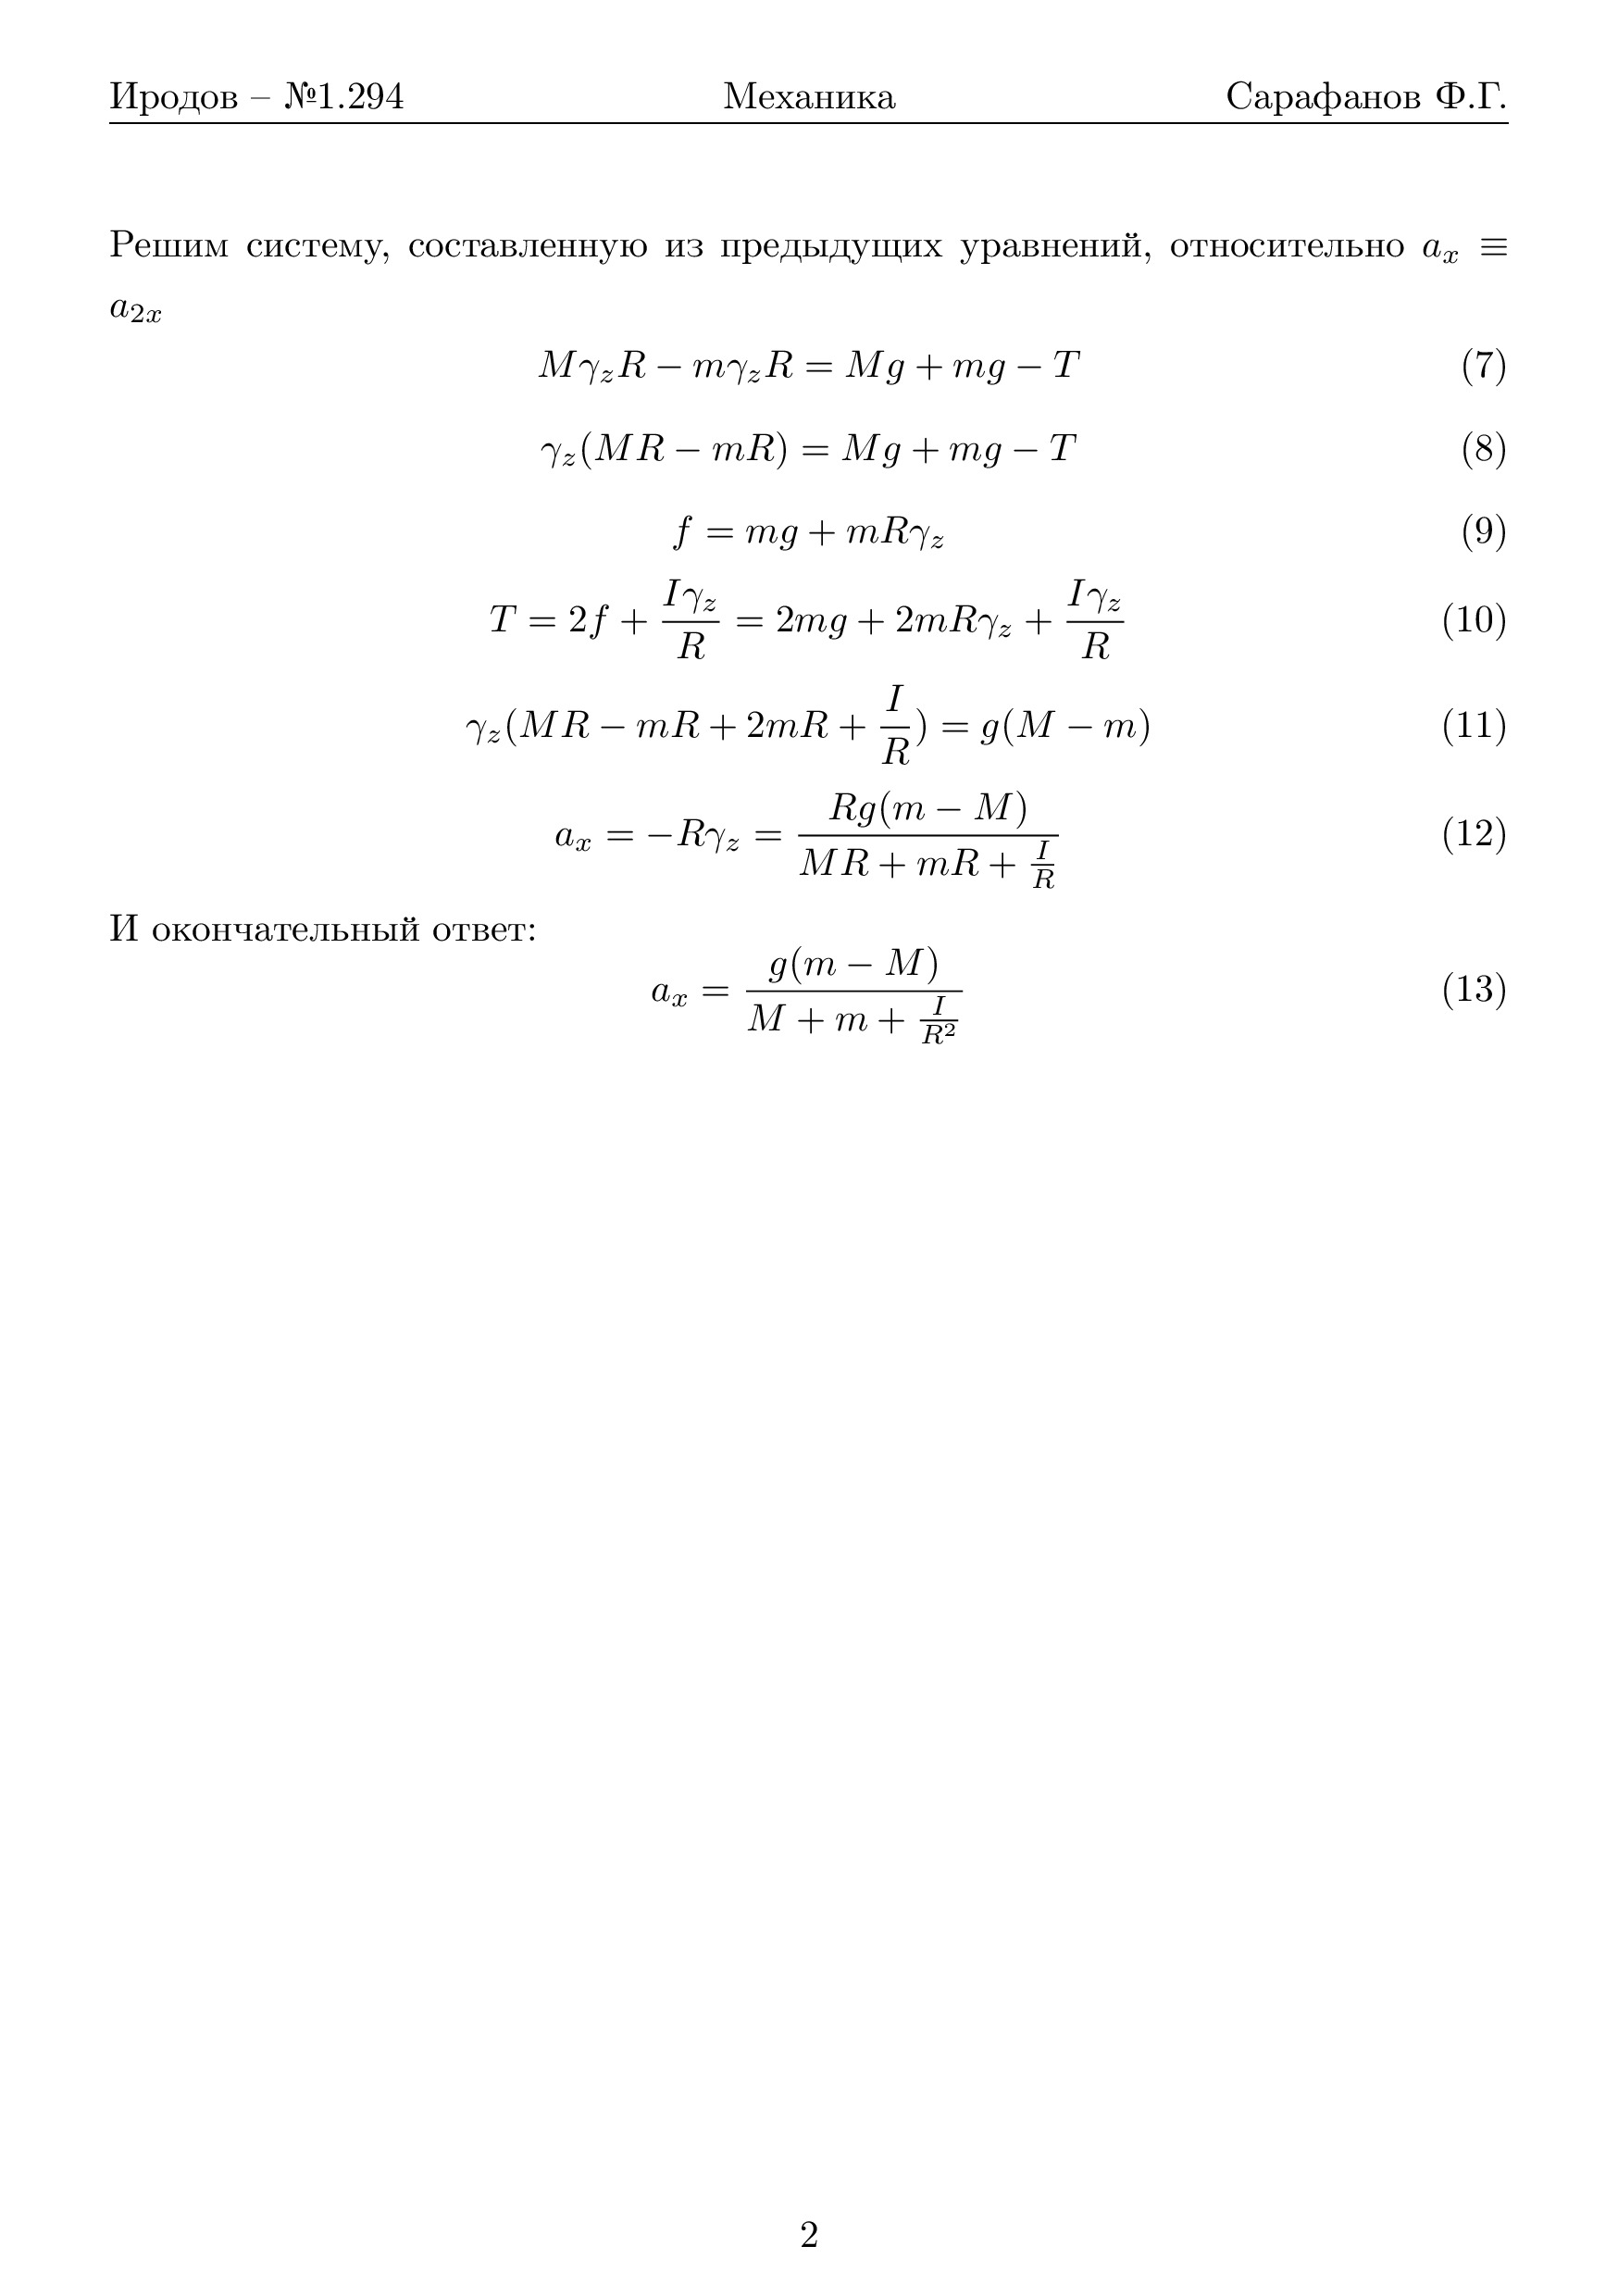 Иродов – №1.294 Механика Сарафанов Ф.Г.
Решим систему, составленную из предыдущих уравнений, относительно $a_x \equiv$
$a_{2x}$
$M\gamma_z R - m\gamma_z R = Mg + mg - T$ (7)
$\gamma_z(MR - mR) = Mg + mg - T$ (8)
$f = mg + mR\gamma_z$ (9)
$T = 2f + \frac{I\gamma_z}{R} = 2mg + 2mR\gamma_z + \frac{I\gamma_z}{R}$ (10)
$\gamma_z(MR - mR + 2mR + \frac{I}{R}) = g(M - m)$ (11)
$a_x = -R\gamma_z = \frac{Rg(m - M)}{MR + mR + \frac{I}{R}}$ (12)
И окончательный ответ:
$a_x = \frac{g(m - M)}{M + m + \frac{I}{R^2}}$ (13)
2